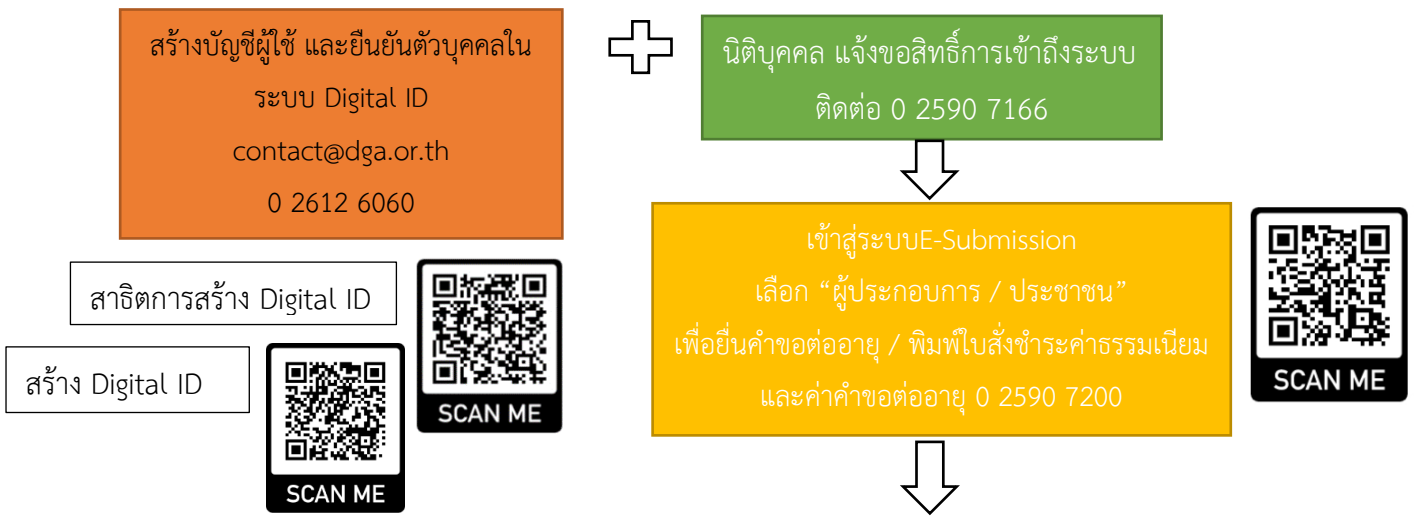 สร้างบัญชีผู้ใช้ และยืนยันตัวบุคคลใน
ระบบ Digital ID
contact@dga.or.th
0 2612 6060
นิติบุคคล แจ้งขอสิทธิ์การเข้าถึงระบบ
ติดต่อ 0 2590 7166
เข้าสู่ระบบE-Submission
เลือก “ผู้ประกอบการ / ประชาชน”
เพื่อยื่นคำขอต่ออายุ / พิมพ์ใบสั่งชำระค่าธรรมเนียม
และค่าคำขอต่ออายุ 0 2590 7200
SCAN ME
สาธิตการสร้าง Digital ID
SCAN ME
สร้าง Digital ID
SCAN ME